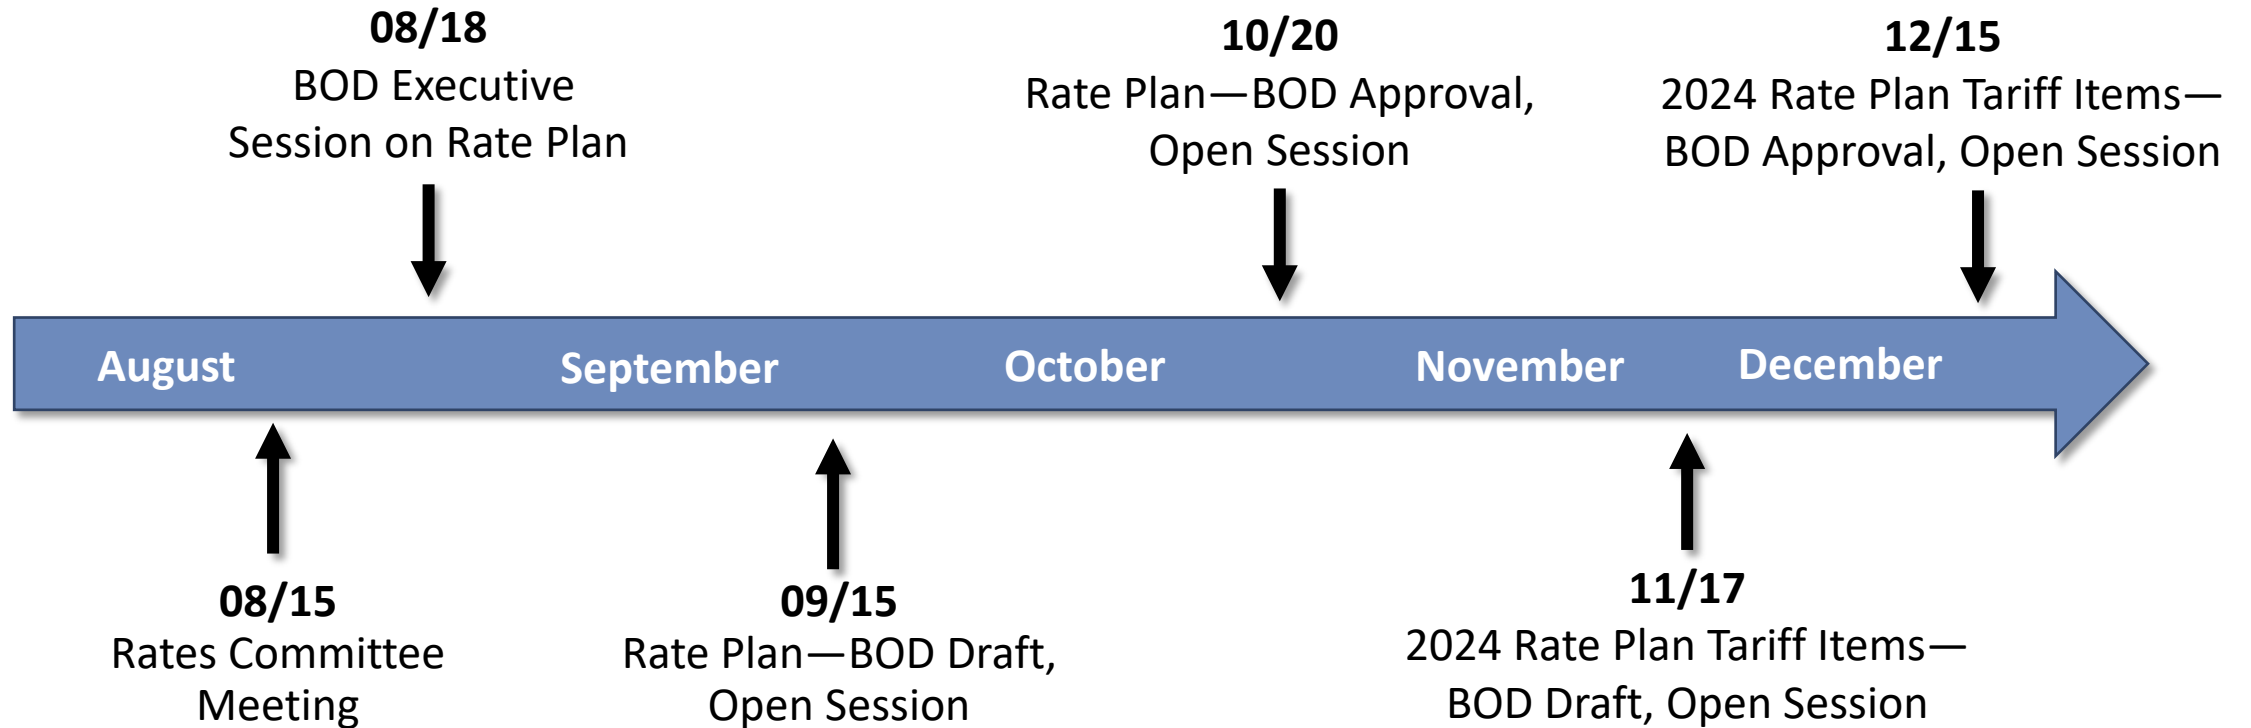 08/18
BOD Executive
Session on Rate Plan
10/20
Rate Plan—BOD Approval,
Open Session
12/15
2024 Rate Plan Tariff Items—
BOD Approval, Open Session
August
September
October
November
December
08/15
Rates Committee
Meeting
09/15
Rate Plan—BOD Draft,
Open Session
11/17
2024 Rate Plan Tariff Items—
BOD Draft, Open Session